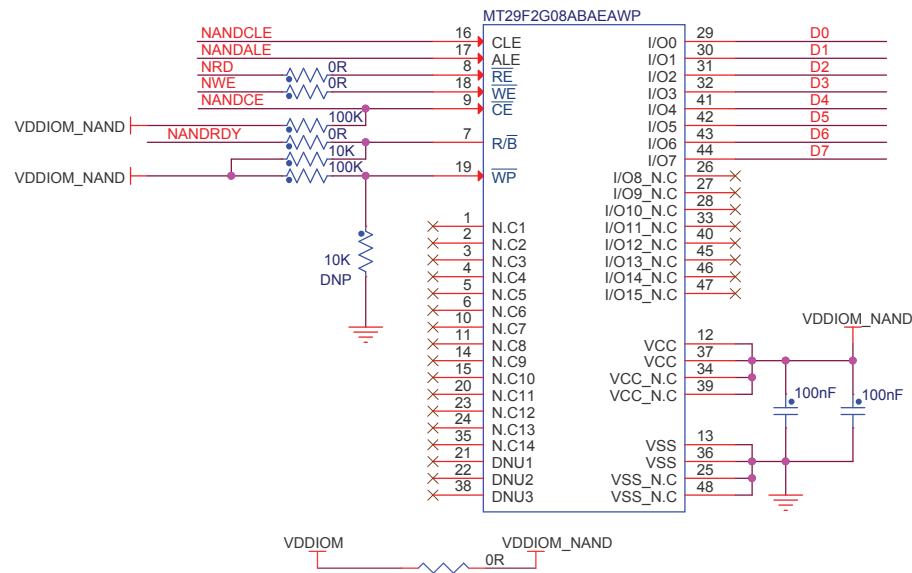 MT29F2G08ABAEAWP
NANDCLE 16 CLE
NANDALE 17 ALE
NRD 0R 8 RE
NWE 0R 18 WE
NANDCE 9 CE
VDDIOM_NAND 100K
NANDRDY 0R 7 R/B
10K
VDDIOM_NAND 100K 19 WP
10K
DNP
1 N.C1
2 N.C2
3 N.C3
4 N.C4
5 N.C5
6 N.C6
10 N.C7
11 N.C8
14 N.C9
15 N.C10
20 N.C11
23 N.C12
24 N.C13
35 N.C14
21 DNU1
22 DNU2
38 DNU3
I/O0 29 D0
I/O1 30 D1
I/O2 31 D2
I/O3 32 D3
I/O4 41 D4
I/O5 42 D5
I/O6 43 D6
I/O7 44 D7
I/O8_N.C 26
I/O9_N.C 27
I/O10_N.C 28
I/O11_N.C 33
I/O12_N.C 40
I/O13_N.C 45
I/O14_N.C 46
I/O15_N.C 47
VDDIOM_NAND
VCC 12
VCC 37
VCC_N.C 34
VCC_N.C 39
100nF 100nF
VSS 13
VSS 36
VSS_N.C 25
VSS_N.C 48
VDDIOM 0R VDDIOM_NAND